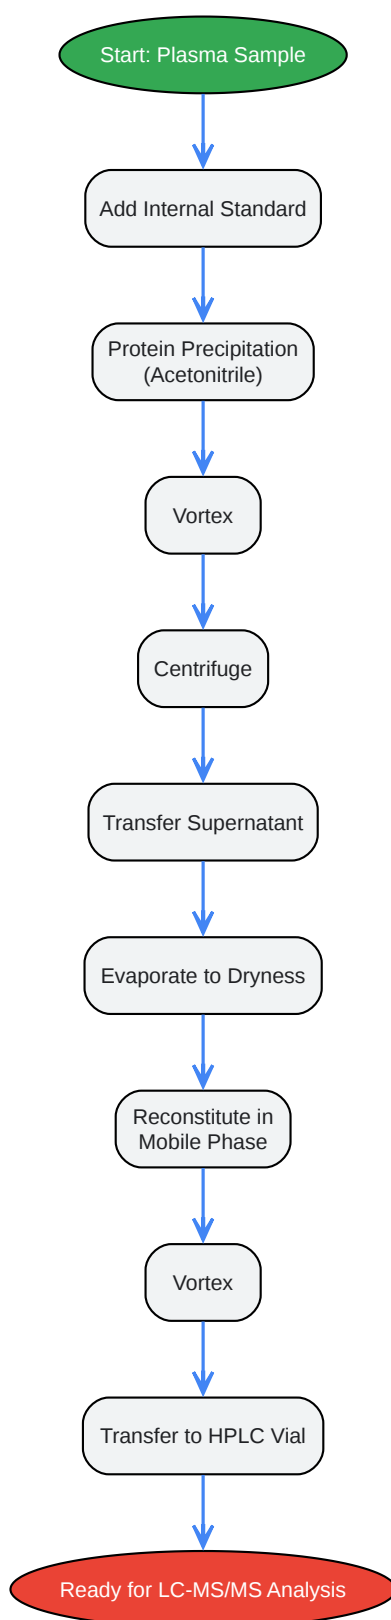 Start: Plasma Sample
Add Internal Standard
Protein Precipitation
(Acetonitrile)
Vortex
Centrifuge
Transfer Supernatant
Evaporate to Dryness
Reconstitute in
Mobile Phase
Vortex
Transfer to HPLC Vial
Ready for LC-MS/MS Analysis